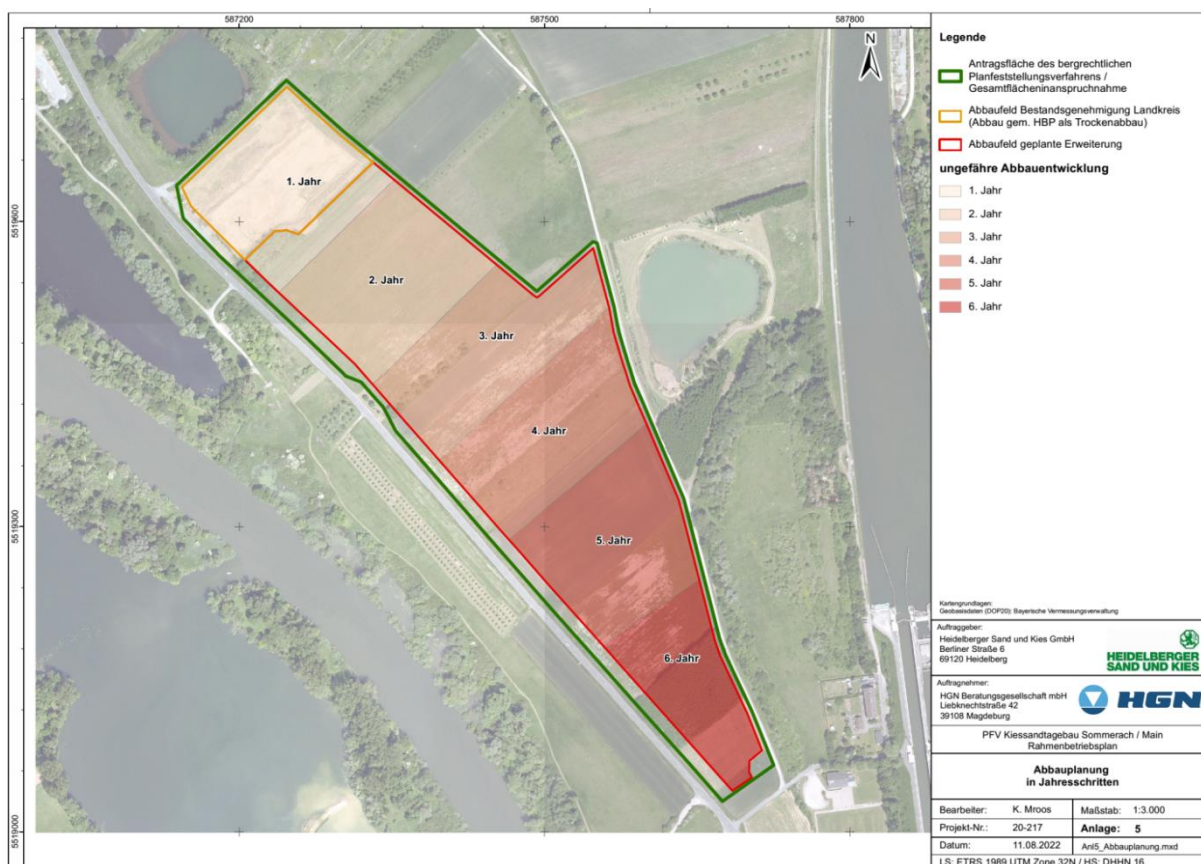 587200
587500
587800
5519600
5519300
5519000
N
1. Jahr
2. Jahr
3. Jahr
4. Jahr
5. Jahr
6. Jahr
Legende
Antragsfläche des bergrechtlichen
Planfeststellungsverfahrens /
Gesamtflächeninanspruchnahme
Abbaufeld Bestandsgenehmigung Landkreis
(Abbau gem. HBP als Trockenabbau)
Abbaufeld geplante Erweiterung
ungefähre Abbauentwicklung
1. Jahr
2. Jahr
3. Jahr
4. Jahr
5. Jahr
6. Jahr
Kartengrundlagen:
Geobasisdaten (DOP20): Bayerische Vermessungsverwaltung
Auftraggeber:
Heidelberger Sand und Kies GmbH
Berliner Straße 6
69120 Heidelberg
HEIDELBERGER
SAND UND KIES
Auftragnehmer:
HGN Beratungsgesellschaft mbH
Liebknechtstraße 42
39108 Magdeburg
HGN
PFV Kiessandtagebau Sommerach / Main
Rahmenbetriebsplan
Abbauplanung
in Jahresschritten
Bearbeiter: K. Mroos Maßstab: 1:3.000
Projekt-Nr.: 20-217 Anlage: 5
Datum: 11.08.2022 Anl5_Abbauplanung.mxd
LS: ETRS 1989 UTM Zone 32N / HS: DHHN 16